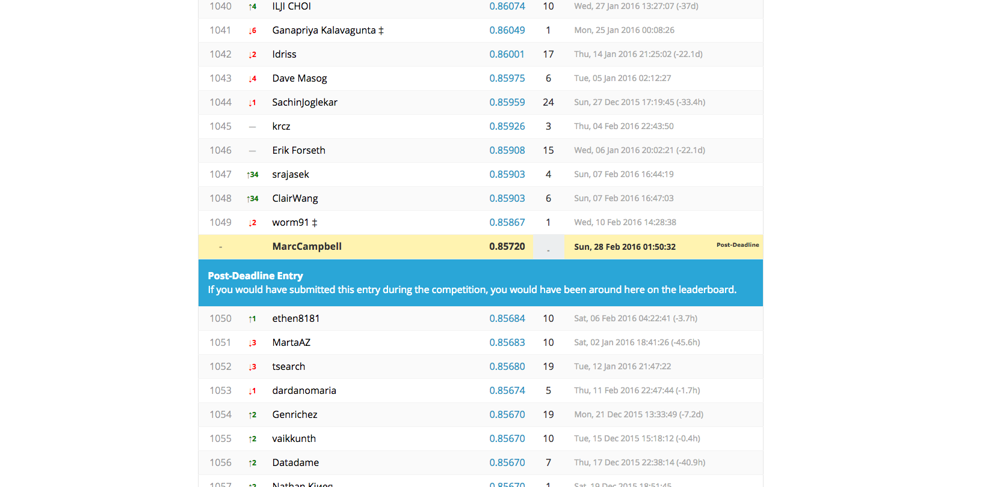 1040 ↑4 ILJI CHOI 0.86074 10 Wed, 27 Jan 2016 13:27:07 (-37d)
1041 ↓6 Ganapriya Kalavagunta ‡ 0.86049 1 Mon, 25 Jan 2016 00:08:26
1042 ↓2 Idriss 0.86001 17 Thu, 14 Jan 2016 21:25:02 (-22.1d)
1043 ↓4 Dave Masog 0.85975 6 Tue, 05 Jan 2016 02:12:27
1044 ↓1 SachinJoglekar 0.85959 24 Sun, 27 Dec 2015 17:19:45 (-33.4h)
1045 — krcz 0.85926 3 Thu, 04 Feb 2016 22:43:50
1046 — Erik Forseth 0.85908 15 Wed, 06 Jan 2016 20:02:21 (-22.1d)
1047 ↑34 srajasek 0.85903 4 Sun, 07 Feb 2016 16:44:19
1048 ↑34 ClairWang 0.85903 6 Sun, 07 Feb 2016 16:47:03
1049 ↓2 worm91 ‡ 0.85867 1 Wed, 10 Feb 2016 14:28:38
- MarcCampbell 0.85720 - Sun, 28 Feb 2016 01:50:32 Post-Deadline
Post-Deadline Entry
If you would have submitted this entry during the competition, you would have been around here on the leaderboard.
1050 ↑1 ethen8181 0.85684 10 Sat, 06 Feb 2016 04:22:41 (-3.7h)
1051 ↓3 MartaAZ 0.85683 10 Sat, 02 Jan 2016 18:41:26 (-45.6h)
1052 ↓3 tsearch 0.85680 19 Tue, 12 Jan 2016 21:47:22
1053 ↓1 dardanomaria 0.85674 5 Thu, 11 Feb 2016 22:47:44 (-1.7h)
1054 ↑2 Genrichez 0.85670 19 Mon, 21 Dec 2015 13:33:49 (-7.2d)
1055 ↑2 vaikkunth 0.85670 10 Tue, 15 Dec 2015 15:18:12 (-0.4h)
1056 ↑2 Datadame 0.85670 7 Thu, 17 Dec 2015 22:38:14 (-40.9h)
1057 ↑2 Nathan 0.85670 1 Sat, 19 Dec 2015 18:51:45